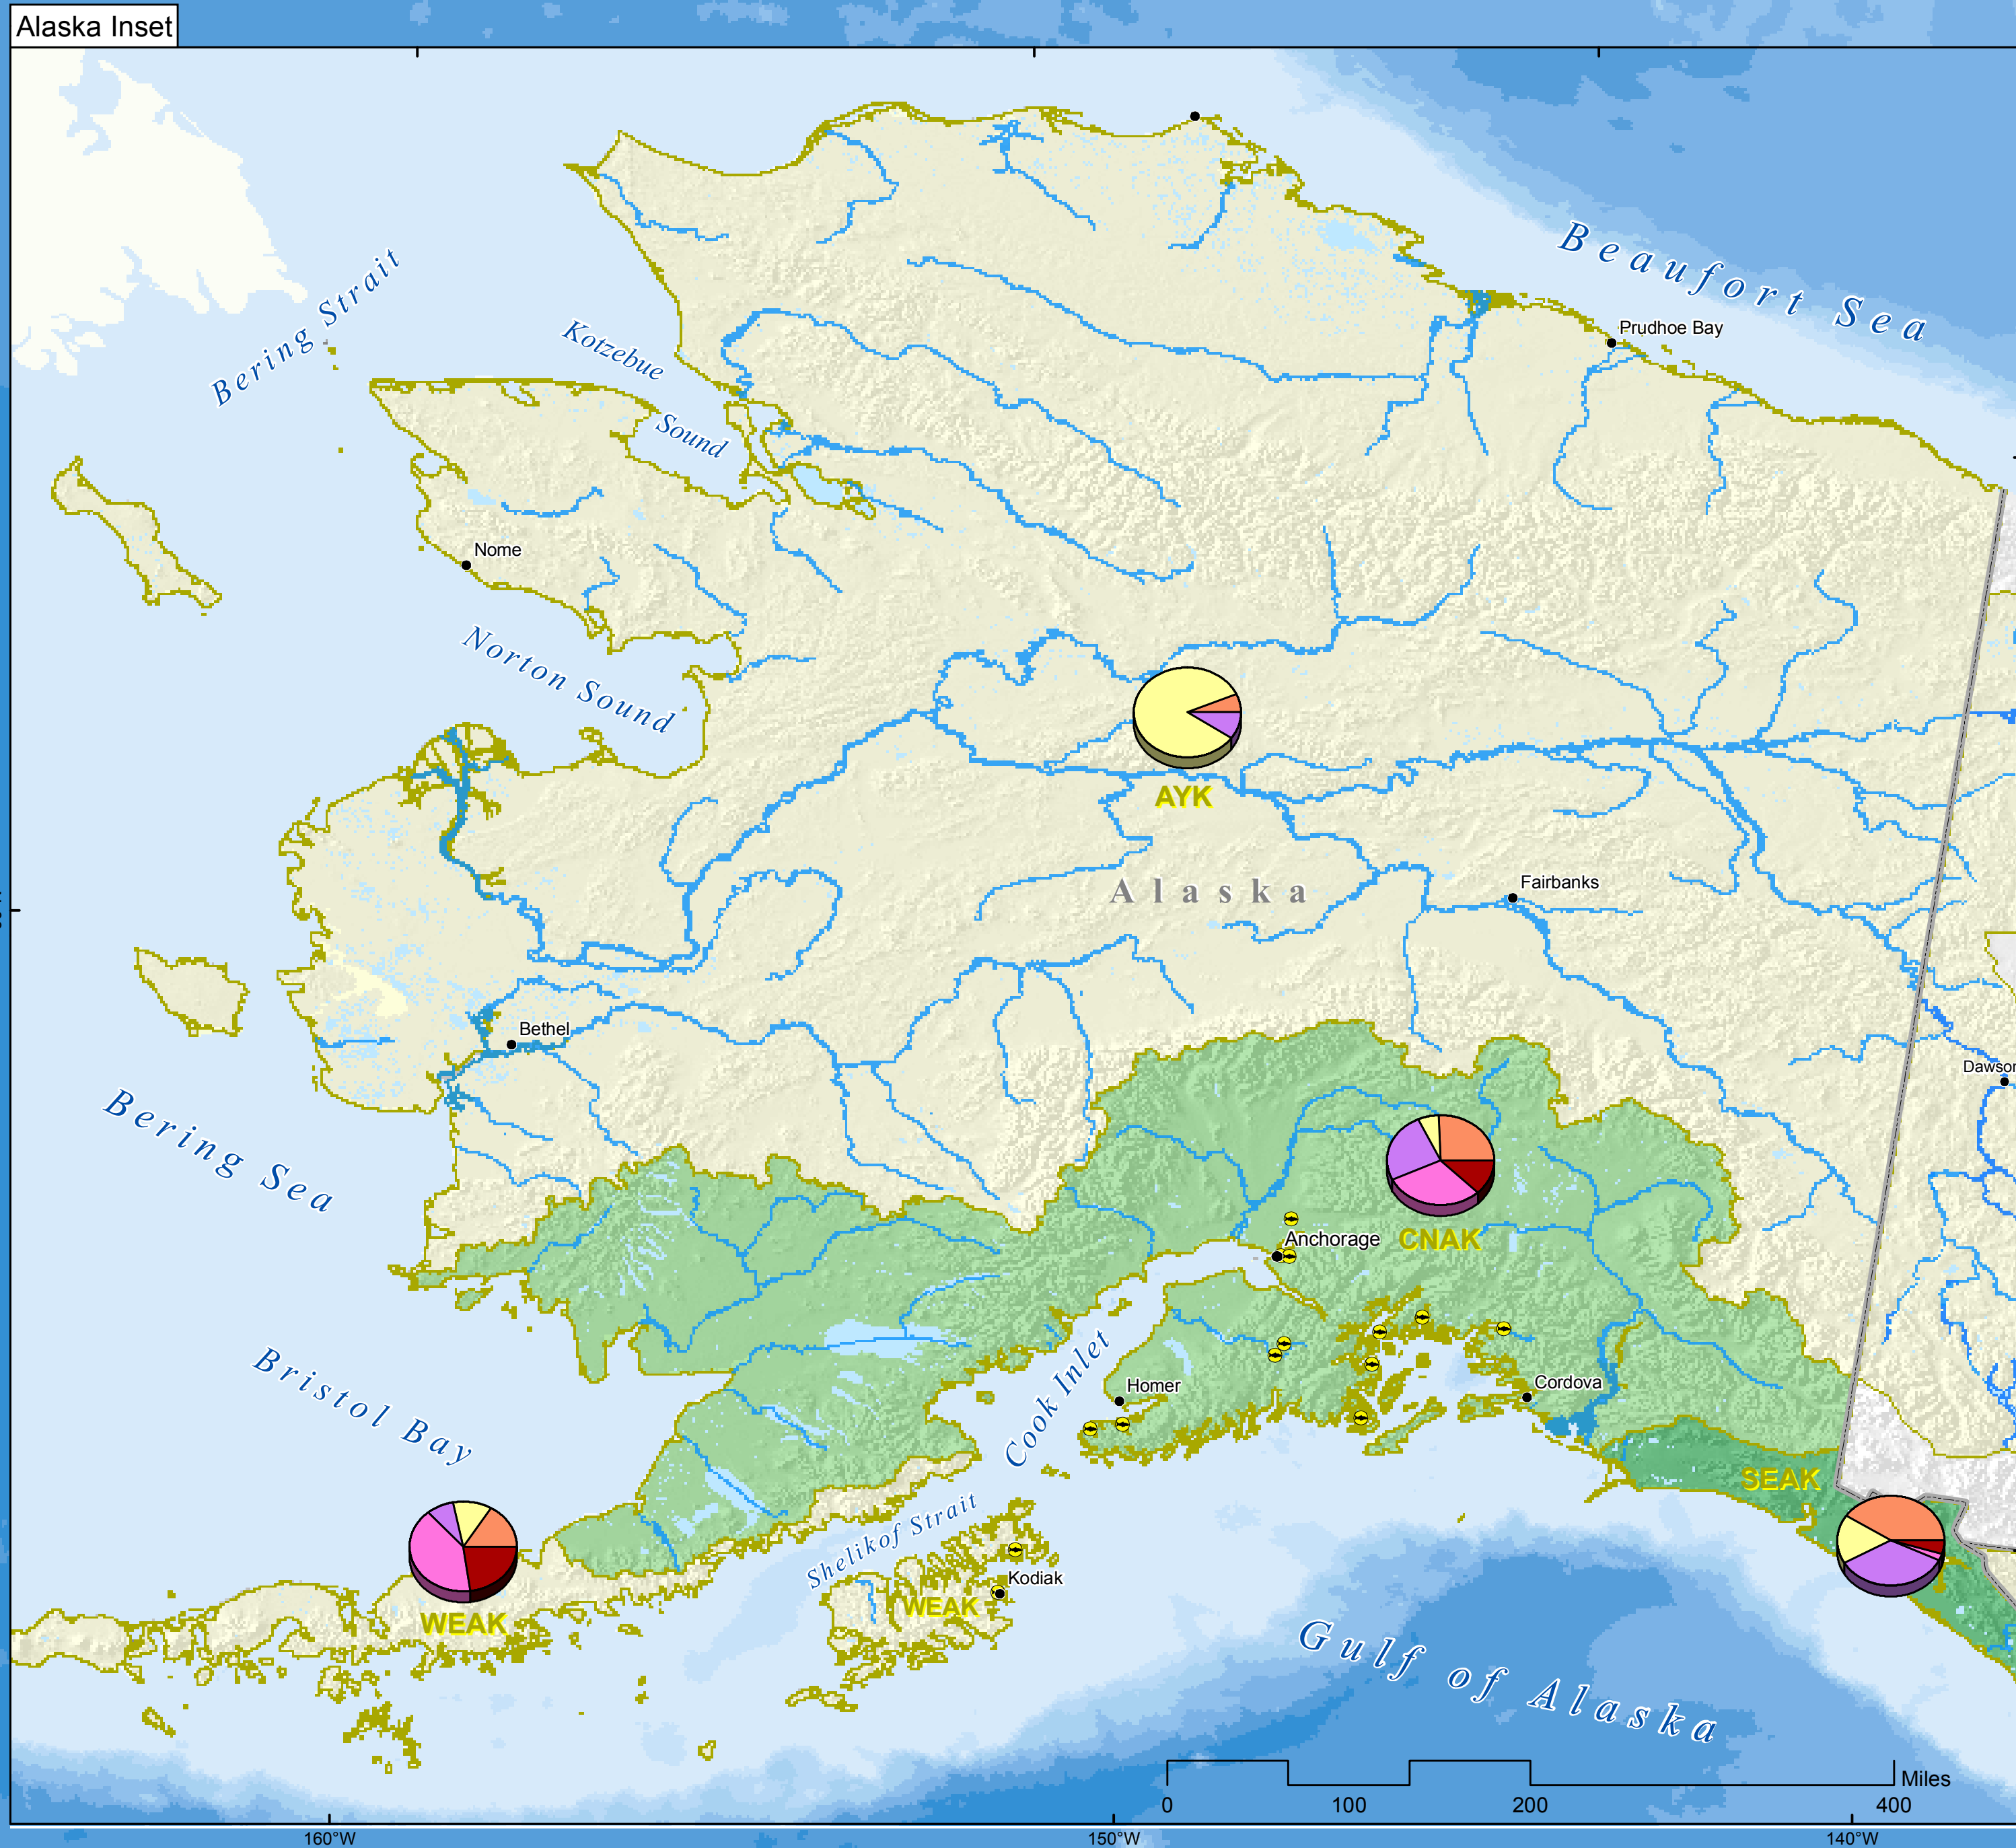 Alaska Inset
Beaufort Sea
Bering Strait
Prudhoe Bay
Kotzebue
Sound
Nome
Norton Sound
AYK
Alaska
Fairbanks
Bethel
Dawson
Bering Sea
Anchorage
CNAK
Cook Inlet
Homer
Cordova
Bristol Bay
SEAK
Shelikof Strait
Kodiak
WEAK
WEAK
Gulf of Alaska
Miles
0 100 200 400
160°W 150°W 140°W